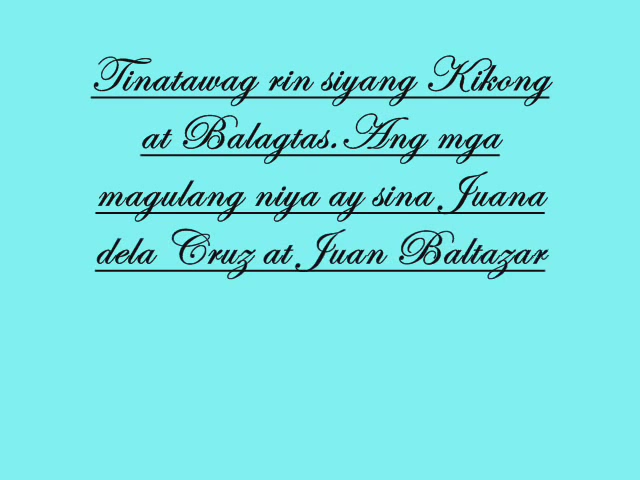 Tinatawag rin siyang Kikong
at Balagtas. Ang mga
magulang niya ay sina Juana
dela Cruz at Juan Baltazar